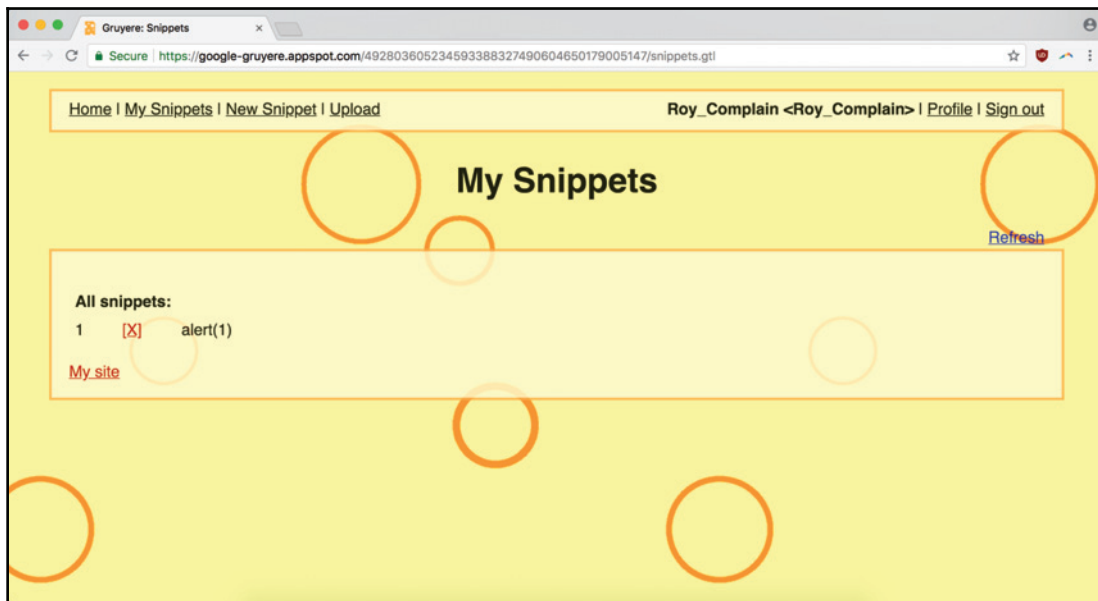 Gruyere: Snippets
Secure | https://google-gruyere.appspot.com/492803605234593388327490604650179005147/snippets.gtl
Home | My Snippets | New Snippet | Upload
Roy_Complain <Roy_Complain> | Profile | Sign out
My Snippets
Refresh
All snippets:
1 [X] alert(1)
My site